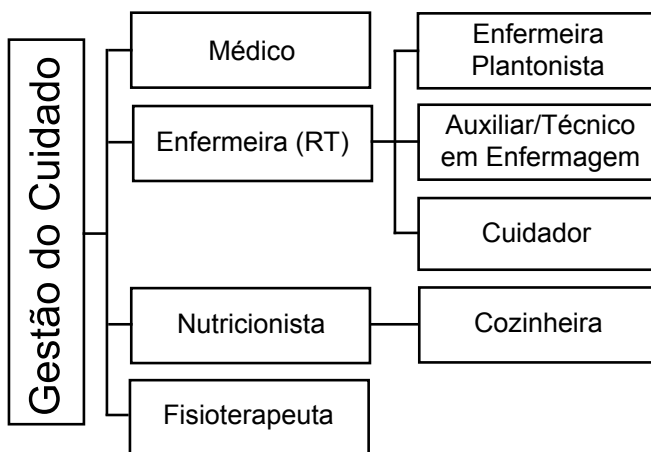 Gestão do Cuidado
Médico
Enfermeira (RT)
Nutricionista
Fisioterapeuta
Enfermeira
Plantonista
Auxiliar/Técnico
em Enfermagem
Cuidador
Cozinheira